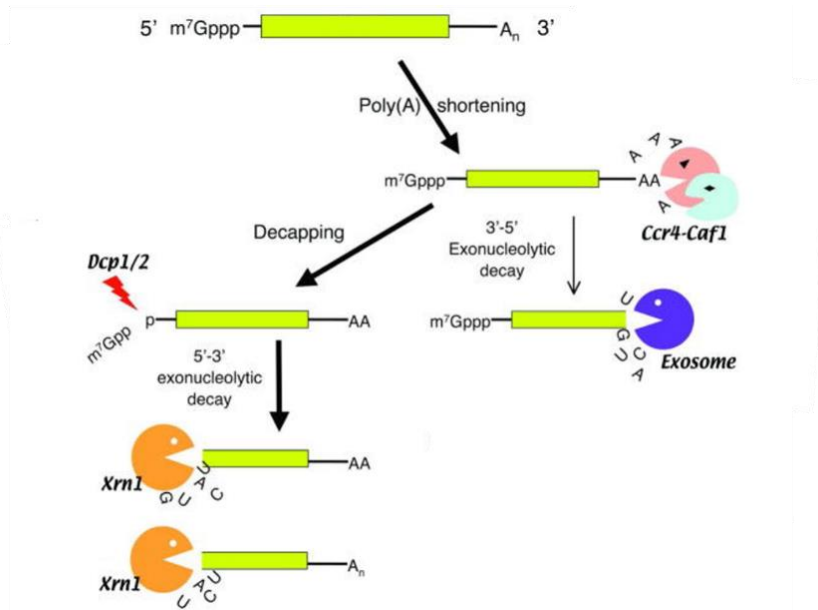 5’ m⁷Gppp Aₙ 3’
Poly(A) shortening
A A A
m⁷Gppp AA
A
Ccr4-Caf1
Decapping
3’-5’
Exonucleolytic
decay
Dcp1/2
m⁷Gpp
p AA
5’-3’
exonucleolytic
decay
m⁷Gppp
U
G
U C
A
Exosome
AA
Xrn1
G U A C
U
Aₙ
Xrn1
U A C U